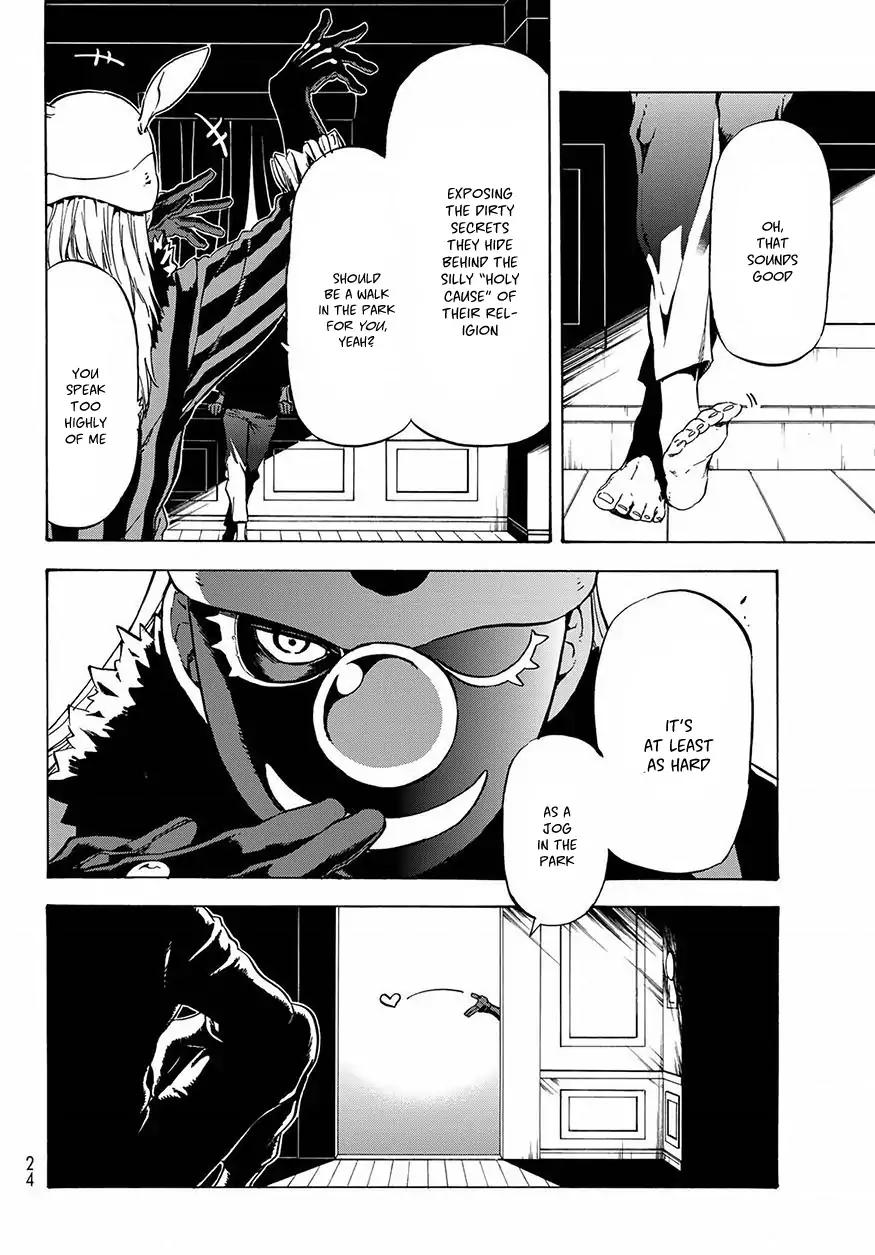 OH,
THAT
SOUNDS
GOOD
EXPOSING
THE DIRTY
SECRETS
THEY HIDE
BEHIND THE
SILLY "HOLY
CAUSE" OF
THEIR REL-
IGION
SHOULD
BE A WALK
IN THE PARK
FOR YOU,
YEAH?
YOU
SPEAK
TOO
HIGHLY
OF ME
IT'S
AT LEAST
AS HARD
AS A
JOG
IN THE
PARK
24